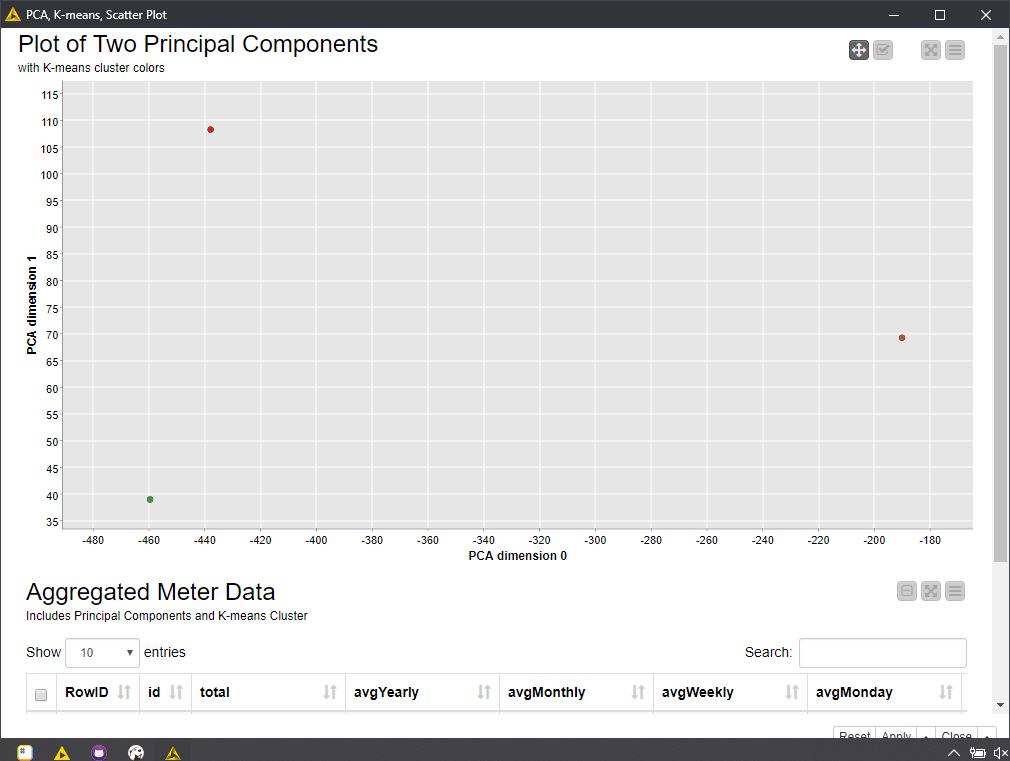 PCA, K-means, Scatter Plot
Plot of Two Principal Components
with K-means cluster colors
115
110
105
100
95
90
85
80
75
70
65
60
55
50
45
40
35
PCA dimension 1
-480 -460 -440 -420 -400 -380 -360 -340 -320 -300 -280 -260 -240 -220 -200 -180
PCA dimension 0
Aggregated Meter Data
Includes Principal Components and K-means Cluster
Show 10 entries Search:
RowID id total avgYearly avgMonthly avgWeekly avgMonday
Reset Apply Close